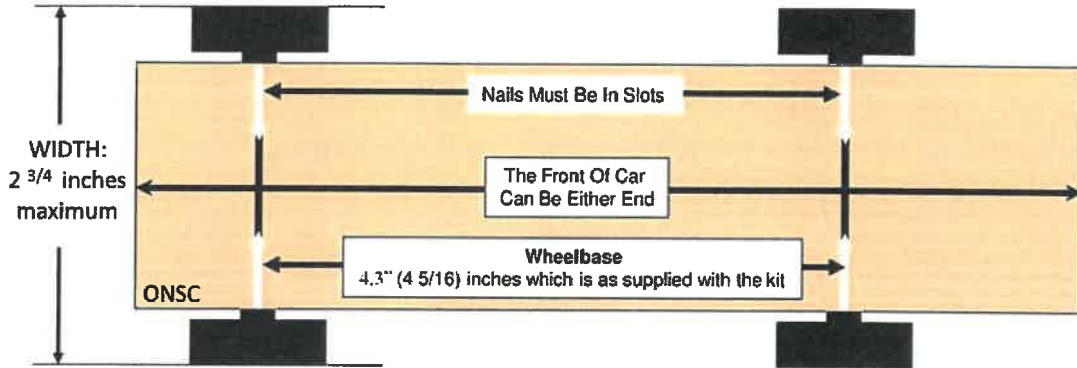 Nails Must Be In Slots
WIDTH:
2 3/4 inches
maximum
The Front Of Car
Can Be Either End
Wheelbase
4.3" (4 5/16) inches which is as supplied with the kit
ONSC